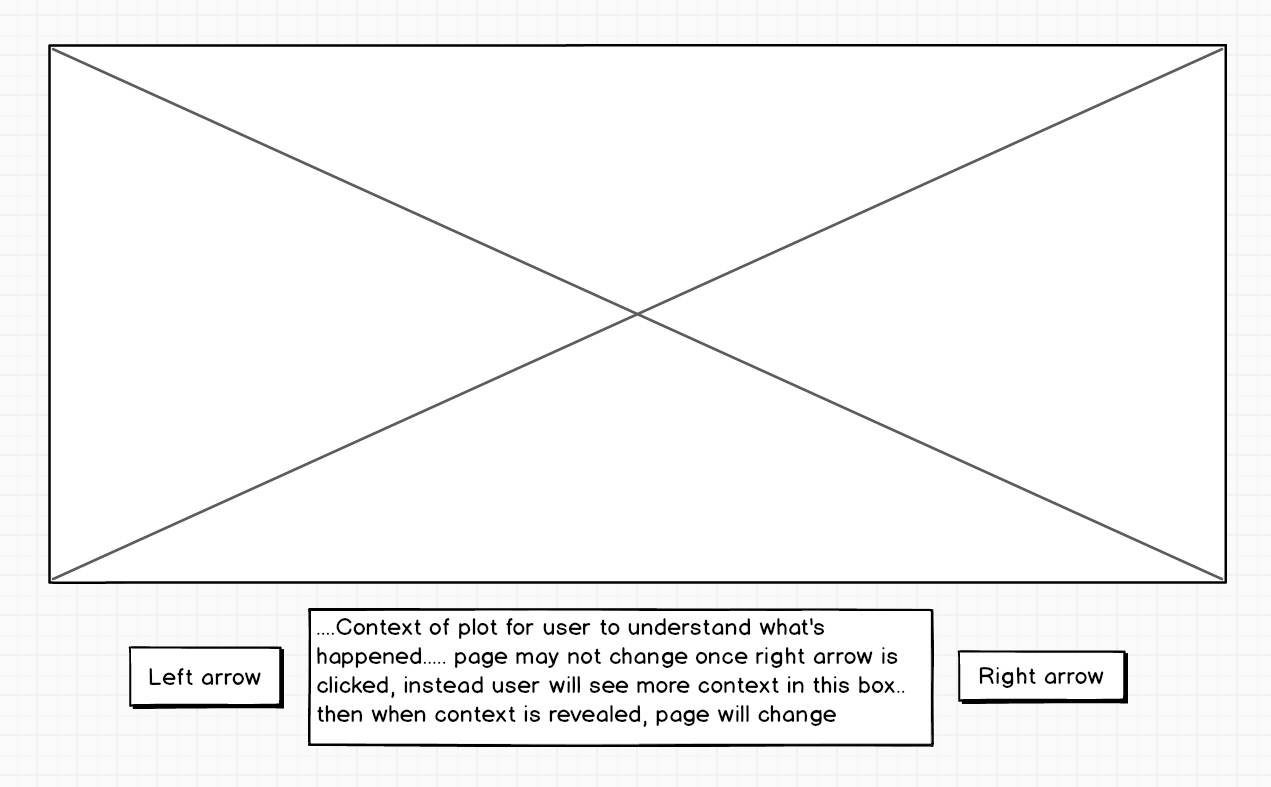 ....Context of plot for user to understand what's
happened..... page may not change once right arrow is
clicked, instead user will see more context in this box..
then when context is revealed, page will change
Left arrow
Right arrow